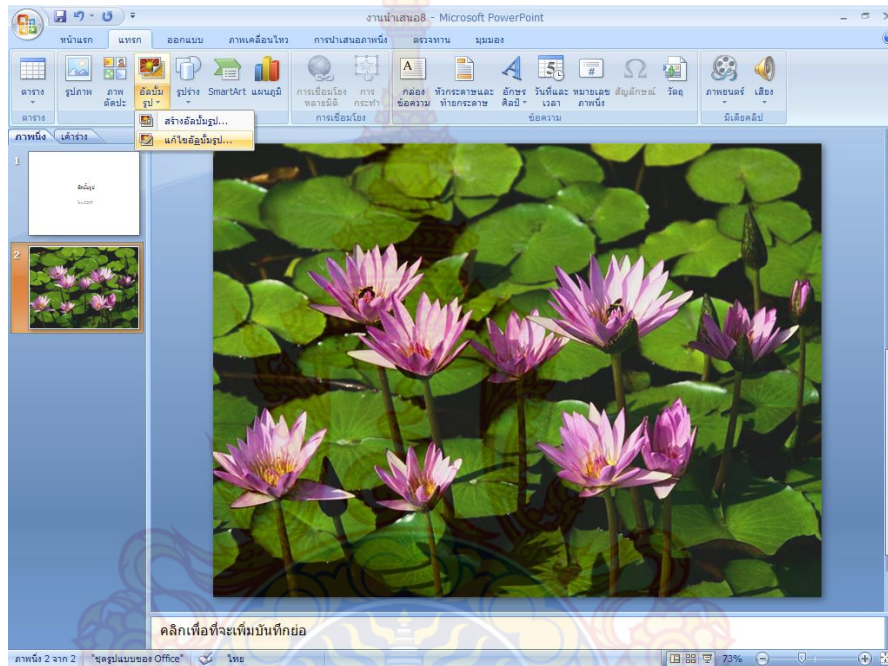 งานนำเสนอ8 - Microsoft PowerPoint
หน้าแรก แทรก ออกแบบ ภาพเคลื่อนไหว การนำเสนอภาพนิ่ง ตรวจทาน มุมมอง
ตาราง รูปภาพ ภาพตัดปะ อัลบั้มรูป รูปร่าง SmartArt แผนภูมิ การเชื่อมโยงหลายมิติ การกระทำ กล่องข้อความ หัวกระดาษและท้ายกระดาษ อักษรศิลป์ วันที่และเวลา หมายเลขภาพนิ่ง สัญลักษณ์ วัตถุ ภาพยนตร์ เสียง
ตาราง การเชื่อมโยง ข้อความ มีเดียคลิป
สร้างอัลบั้มรูป...
แก้ไขอัลบั้มรูป...
ภาพนิ่ง เค้าร่าง
1
อัลบั้มรูป
2
คลิกเพื่อที่จะเพิ่มบันทึกย่อ
ภาพนิ่ง 2 จาก 2 "ชุดรูปแบบของ Office" ไทย 73%